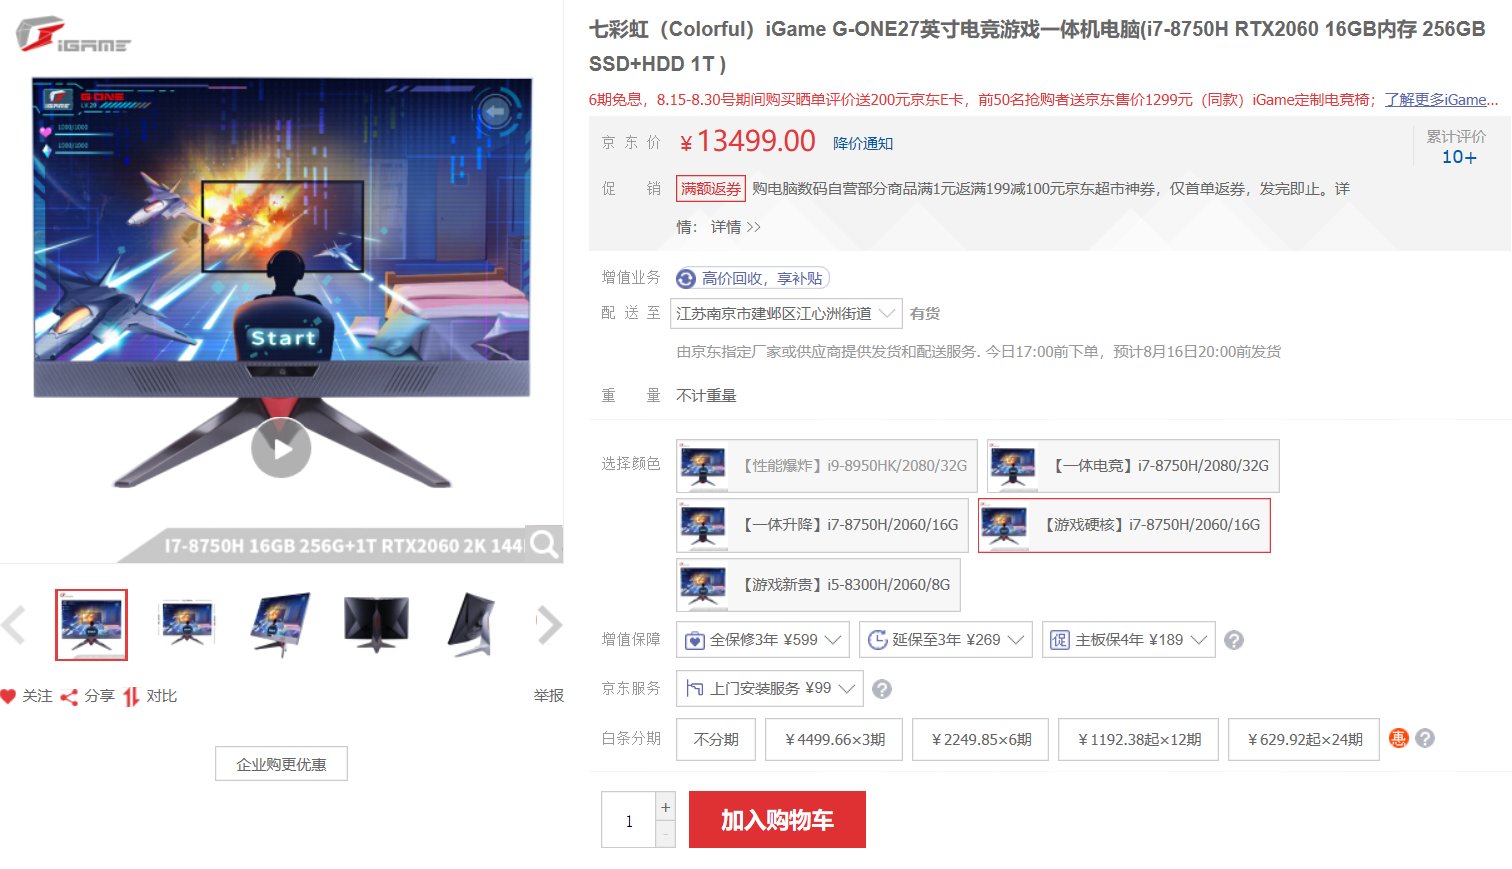 iGAME
iGAME
G-ONE
LV.29
1000/1000
1000/1000
Start
I7-8750H 16GB 256G+1T RTX2060 2K 144
关注
分享
对比
举报
企业购更优惠
七彩虹（Colorful）iGame G-ONE27英寸电竞游戏一体机电脑(i7-8750H RTX2060 16GB内存 256GB
SSD+HDD 1T )
6期免息，8.15-8.30号期间购买晒单评价送200元京东E卡，前50名抢购者送京东售价1299元（同款）iGame定制电竞椅；了解更多iGame...
京东价 ￥13499.00 降价通知
累计评价
10+
促销 满额返券 购电脑数码自营部分商品满1元返满199减100元京东超市神券，仅首单返券，发完即止。详
情： 详情 >>
增值业务 高价回收，享补贴
配送至 江苏南京市建邺区江心洲街道 有货
由京东指定厂家或供应商提供发货和配送服务. 今日17:00前下单，预计8月16日20:00前发货
重量 不计重量
选择颜色 【性能爆炸】i9-8950HK/2080/32G 【一体电竞】i7-8750H/2080/32G
【一体升降】i7-8750H/2060/16G 【游戏硬核】i7-8750H/2060/16G
【游戏新贵】i5-8300H/2060/8G
增值保障 全保修3年 ¥599 延保至3年 ¥269 促 主板保4年 ¥189 ?
京东服务 上门安装服务 ¥99 ?
白条分期 不分期 ￥4499.66×3期 ￥2249.85×6期 ￥1192.38起×12期 ￥629.92起×24期 惠 ?
1 + - 加入购物车